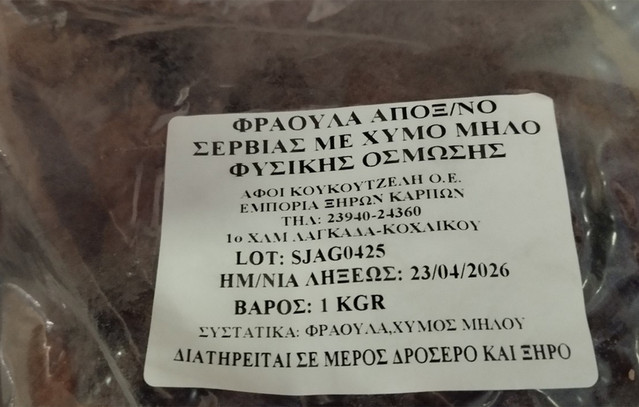 ΦΡΑΟΥΛΑ ΑΠΟΞ/ΝΟ
ΣΕΡΒΙΑΣ ΜΕ ΧΥΜΟ ΜΗΛΟ
ΦΥΣΙΚΗΣ ΟΣΜΩΣΗΣ
ΑΦΟΙ ΚΟΥΚΟΥΤΖΕΛΗ Ο.Ε.
ΕΜΠΟΡΙΑ ΞΗΡΩΝ ΚΑΡΠΩΝ
ΤΗΛ: 23940-24360
1ο ΧΛΜ ΛΑΓΚΑΔΑ-ΚΟΛΧΙΚΟΥ
LOT: SJAG0425
ΗΜ/ΝΙΑ ΛΗΞΕΩΣ: 23/04/2026
ΒΑΡΟΣ: 1 KGR
ΣΥΣΤΑΤΙΚΑ: ΦΡΑΟΥΛΑ,ΧΥΜΟΣ ΜΗΛΟΥ
ΔΙΑΤΗΡΕΙΤΑΙ ΣΕ ΜΕΡΟΣ ΔΡΟΣΕΡΟ ΚΑΙ ΞΗΡΟ